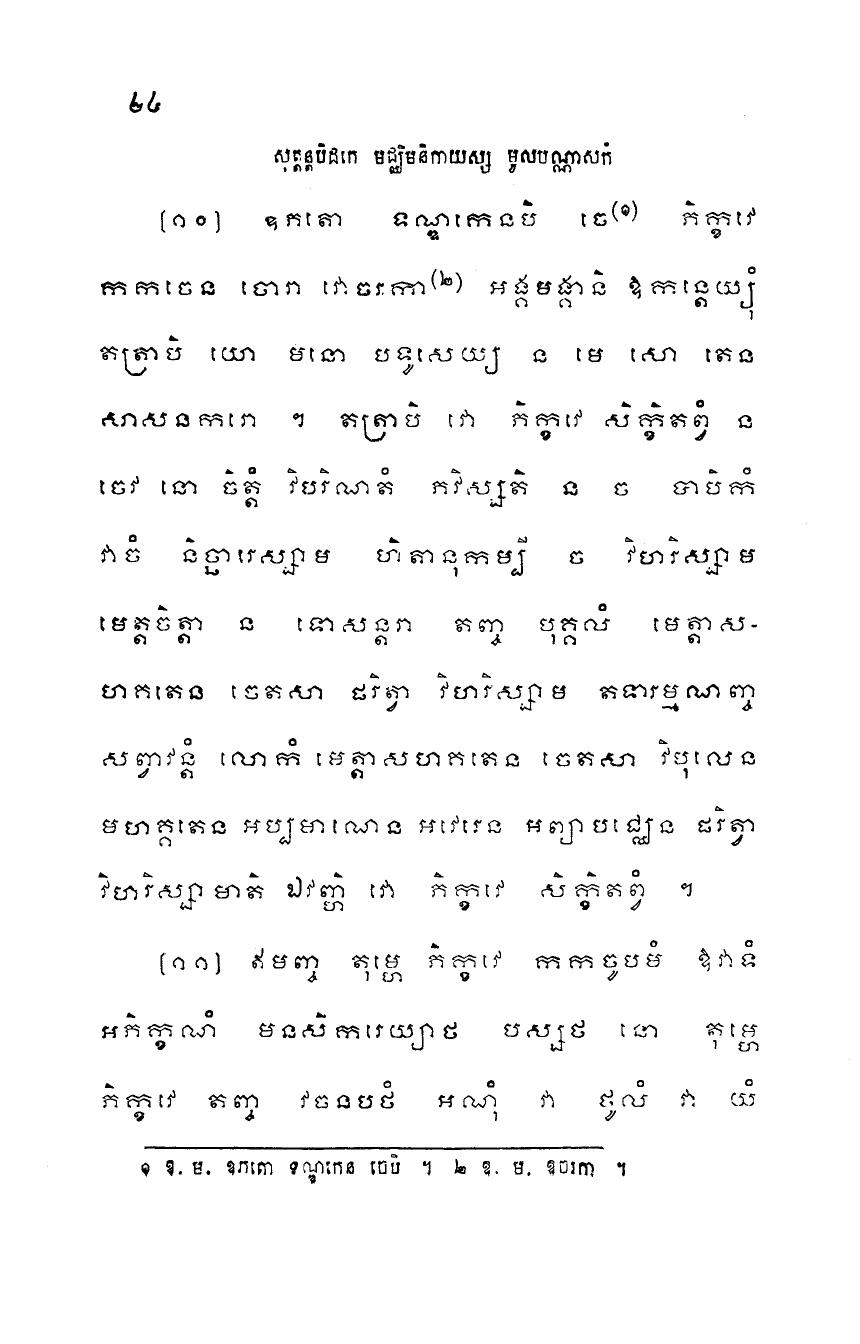 ២៤
សុត្តន្តបិដកេ មជ្ឈិមនិកាយស្ស មូលបណ្ណាសកំ
[១០] ឧភតោ ទណ្ឌកេនបិ ចេ(១) ភិក្ខវេ
កកចេន ចោរា វោចរកា(២) អង្គមង្គានិ ឱកន្តេយ្យុំ
តត្រាបិ យោ មនោ បទូសេយ្យ ន មេ សោ តេន
សាសនករោ ។ តត្រាបិ វោ ភិក្ខវេ សិក្ខិតព្វំ ន
ចេវ នោ ចិត្តំ វិបរិណតំ ភវិស្សតិ ន ច បាបិកំ
វាចំ និច្ឆារេស្សាម ហិតានុកម្បី ច វិហរិស្សាម
មេត្តចិត្តា ន ទោសន្តរា តញ្ច បុគ្គលំ មេត្តាស-
ហគតេន ចេតសា ផរិត្វា វិហរិស្សាម តទារម្មណញ្ច
សព្វាវន្តំ លោកំ មេត្តាសហគតេន ចេតសា វិបុលេន
មហគ្គតេន អប្បមាណេន អវេរេន អព្យាបជ្ឈេន ផរិត្វា
វិហរិស្សាមាតិ ឯវញ្ហិ វោ ភិក្ខវេ សិក្ខិតព្វំ ។
[១១] ឥមញ្ច តុម្ហេ ភិក្ខវេ កកចូបមំ ឱវាទំ
អភិក្ខណំ មនសិករេយ្យាថ បស្សថ នោ តុម្ហេ
ភិក្ខវេ តញ្ច វចនបថំ អណុំ វា ថូលំ វា យំ
១ ឱ. ម. ឧភតោ ទណ្ឌកេន ចេបិ ។ ២ ឱ. ម. ឱចរកា ។